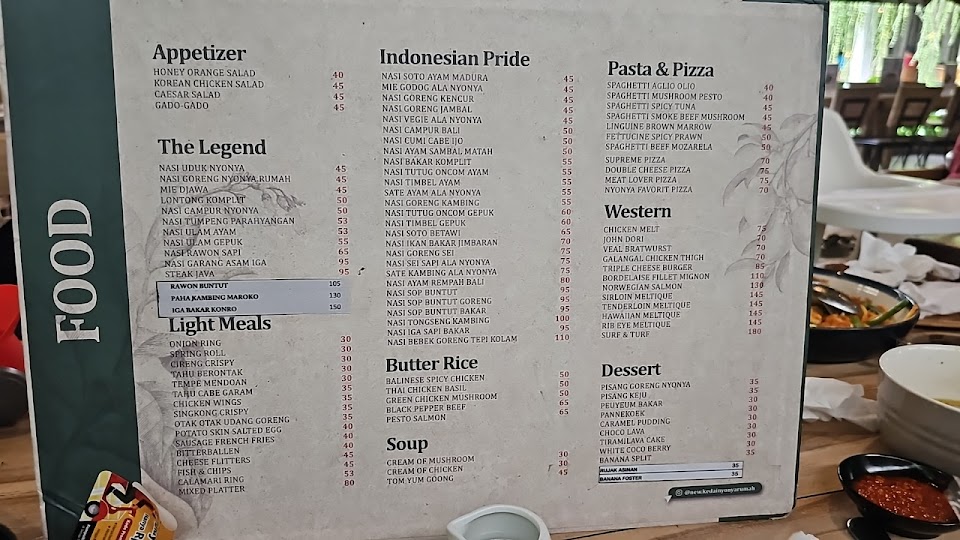 FOOD
Appetizer
HONEY ORANGE SALAD 40
KOREAN CHICKEN SALAD 45
CAESAR SALAD 45
GADO-GADO 45
The Legend
NASI UDUK NYONYA 45
NASI GORENG NYONYA RUMAH 45
MIE DJAWA 45
LONTONG KOMPLIT 50
NASI CAMPUR NYONYA 50
NASI TUMPENG PARAHYANGAN 53
NASI ULAM AYAM 53
NASI ULAM GEPUK 55
NASI RAWON SAPI 65
NASI GARANG ASAM IGA 95
STEAK JAVA 95
RAWON BUNTUT 105
PAHA KAMBING MAROKO 130
IGA BAKAR KONRO 150
Light Meals
ONION RING 30
SPRING ROLL 30
CIRENG CRISPY 30
TAHU BERONTAK 30
TEMPE MENDOAN 30
TAHU CABE GARAM 35
CHICKEN WINGS 35
SINGKONG CRISPY 35
OTAK OTAK UDANG GORENG 35
POTATO SKIN SALTED EGG 40
SAUSAGE FRENCH FRIES 40
BITTERBALLEN 40
CHEESE FLITTERS 45
FISH & CHIPS 45
CALAMARI RING 53
MIXED PLATTER 80
Indonesian Pride
NASI SOTO AYAM MADURA 45
MIE GODOG ALA NYONYA 45
NASI GORENG KENCUR 45
NASI GORENG JAMBAL 45
NASI VEGIE ALA NYONYA 45
NASI CAMPUR BALI 50
NASI CUMI CABE IJO 50
NASI AYAM SAMBAL MATAH 50
NASI BAKAR KOMPLIT 55
NASI TUTUG ONCOM AYAM 55
NASI TIMBEL AYAM 55
SATE AYAM ALA NYONYA 55
NASI GORENG KAMBING 55
NASI TUTUG ONCOM GEPUK 60
NASI TIMBEL GEPUK 60
NASI SOTO BETAWI 65
NASI IKAN BAKAR JIMBARAN 70
NASI GORENG SEI 75
NASI SEI SAPI ALA NYONYA 75
SATE KAMBING ALA NYONYA 75
NASI AYAM REMPAH BALI 80
NASI SOP BUNTUT 95
NASI SOP BUNTUT GORENG 95
NASI SOP BUNTUT BAKAR 95
NASI TONGSENG KAMBING 100
NASI IGA SAPI BAKAR 95
NASI BEBEK GORENG TEPI KOLAM 110
Butter Rice
BALINESE SPICY CHICKEN 50
THAI CHICKEN BASIL 50
GREEN CHICKEN MUSHROOM 50
BLACK PEPPER BEEF 65
PESTO SALMON 65
Soup
CREAM OF MUSHROOM 30
CREAM OF CHICKEN 30
TOM YUM GOONG 45
Pasta & Pizza
SPAGHETTI AGLIO OLIO 40
SPAGHETTI MUSHROOM PESTO 40
SPAGHETTI SPICY TUNA 45
SPAGHETTI SMOKE BEEF MUSHROOM 45
LINGUINE BROWN MARROW 45
FETTUCINE SPICY PRAWN 50
SPAGHETTI BEEF MOZARELA 50
SUPREME PIZZA 70
DOUBLE CHEESE PIZZA 75
MEAT LOVER PIZZA 75
NYONYA FAVORIT PIZZA 70
Western
CHICKEN MELT 75
JOHN DORI 70
VEAL BRATWURST 70
GALANGAL CHICKEN THIGH 70
TRIPLE CHEESE BURGER 85
BORDELAISE FILLET MIGNON 110
NORWEGIAN SALMON 130
SIRLOIN MELTIQUE 145
TENDERLOIN MELTIQUE 145
HAWAIIAN MELTIQUE 145
RIB EYE MELTIQUE 145
SURF & TURF 180
Dessert
PISANG GORENG NYONYA 35
PISANG KEJU 35
PEUYEUM BAKAR 35
PANNEKOEK 35
CARAMEL PUDDING 35
CHOCO LAVA 35
TIRAMILAVA CAKE 35
WHITE COCO BERRY 35
BANANA SPLIT
RUJAK ASINAN 35
BANANA FOSTER 35
@newkedainyonyarumah